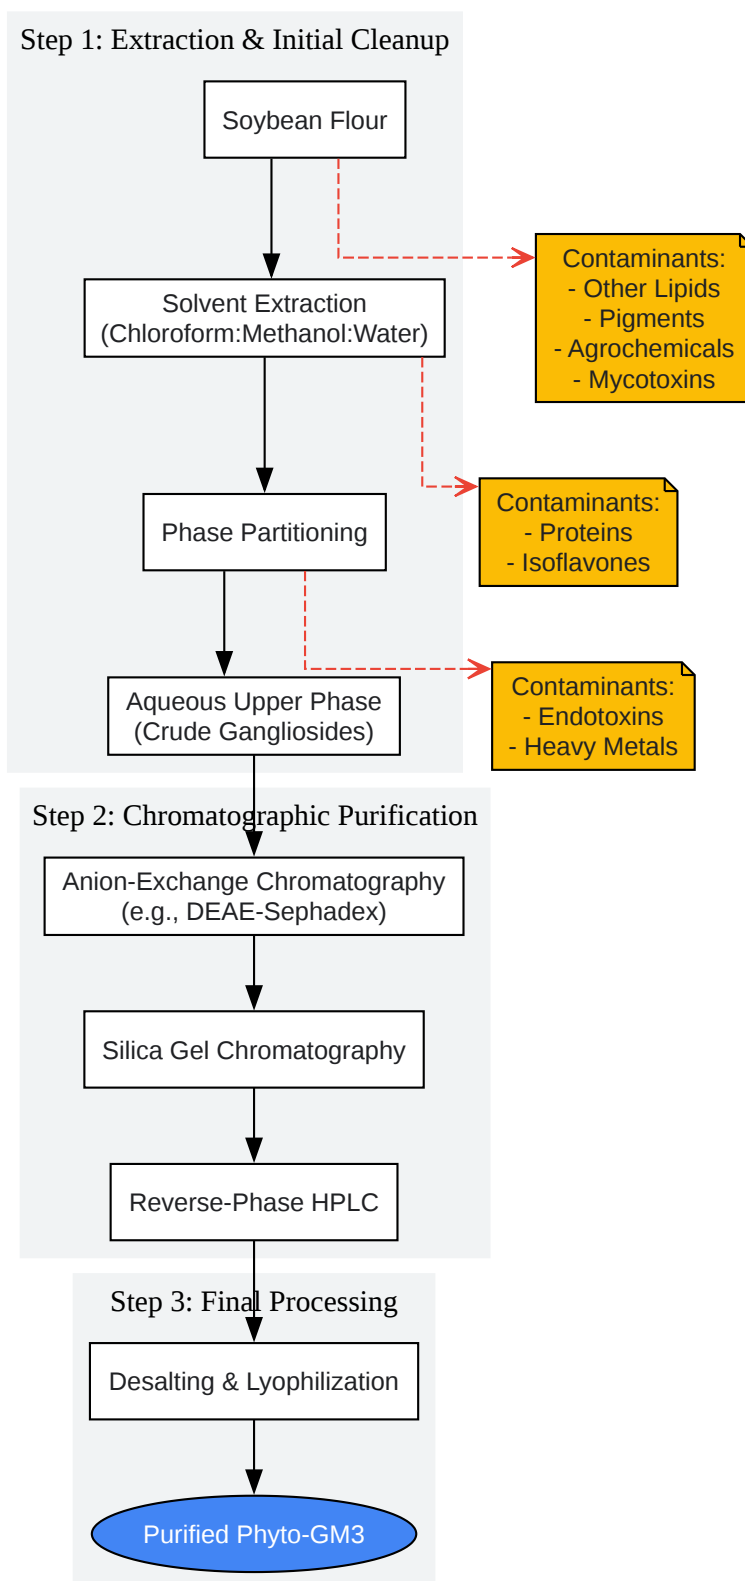 Step 1: Extraction & Initial Cleanup
Soybean Flour
Contaminants:
- Other Lipids
- Pigments
- Agrochemicals
- Mycotoxins
Solvent Extraction
(Chloroform:Methanol:Water)
Contaminants:
- Proteins
- Isoflavones
Phase Partitioning
Contaminants:
- Endotoxins
- Heavy Metals
Aqueous Upper Phase
(Crude Gangliosides)
Step 2: Chromatographic Purification
Anion-Exchange Chromatography
(e.g., DEAE-Sephadex)
Silica Gel Chromatography
Reverse-Phase HPLC
Step 3: Final Processing
Desalting & Lyophilization
Purified Phyto-GM3